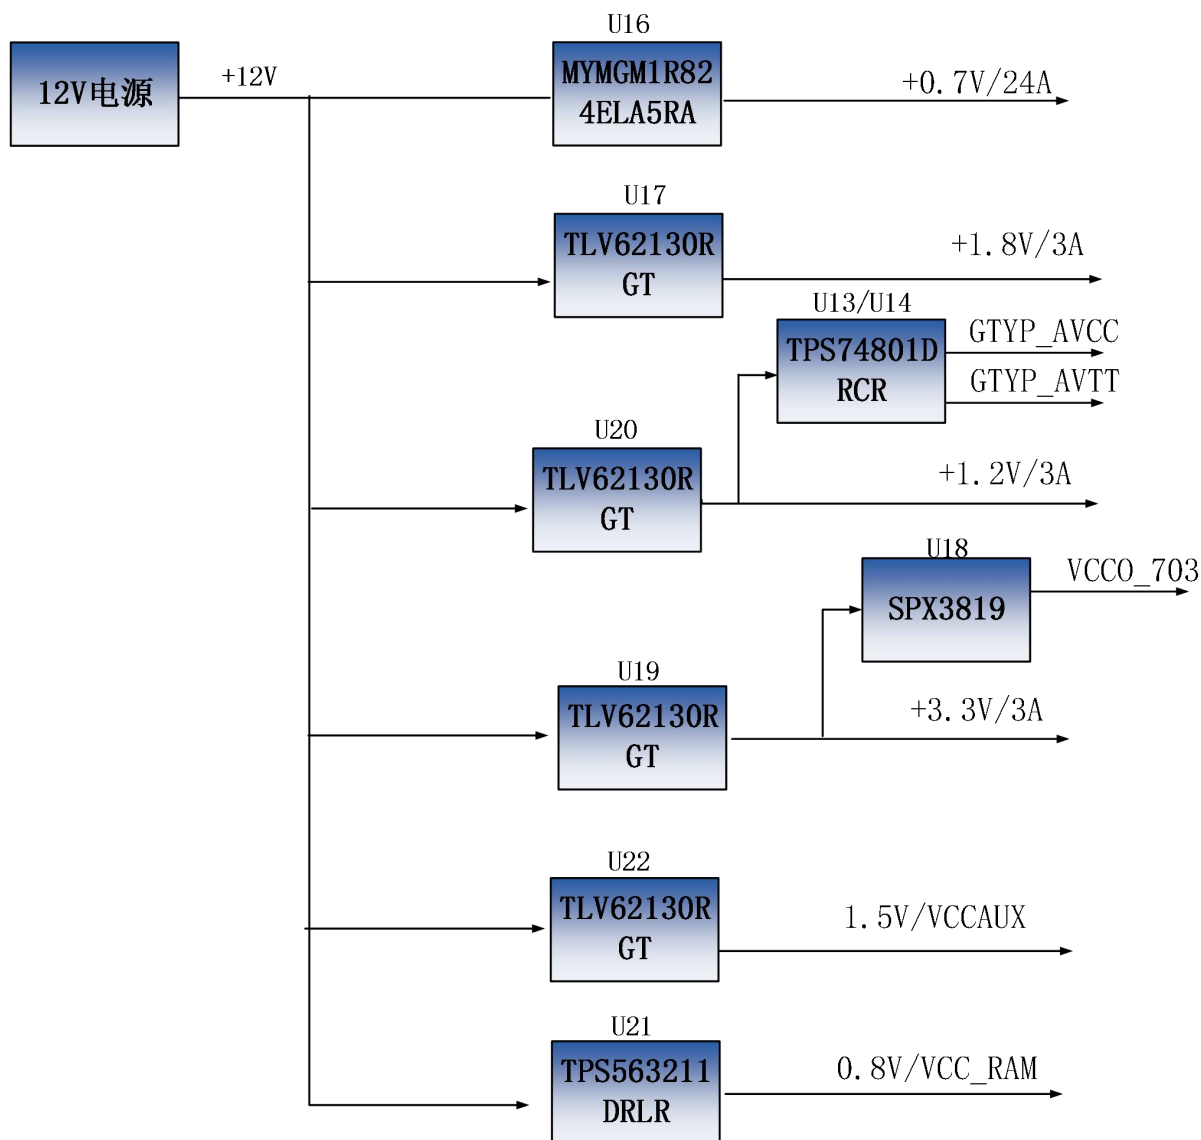 U16
12V电源
+12V
MYMGM1R82
4ELA5RA
+0.7V/24A
U17
TLV62130R
GT
+1.8V/3A
U13/U14
TPS74801D
RCR
GTYP_AVCC
GTYP_AVTT
U20
TLV62130R
GT
+1.2V/3A
U18
SPX3819
VCCO_703
U19
TLV62130R
GT
+3.3V/3A
U22
TLV62130R
GT
1.5V/VCCAUX
U21
TPS563211
DRLR
0.8V/VCC_RAM